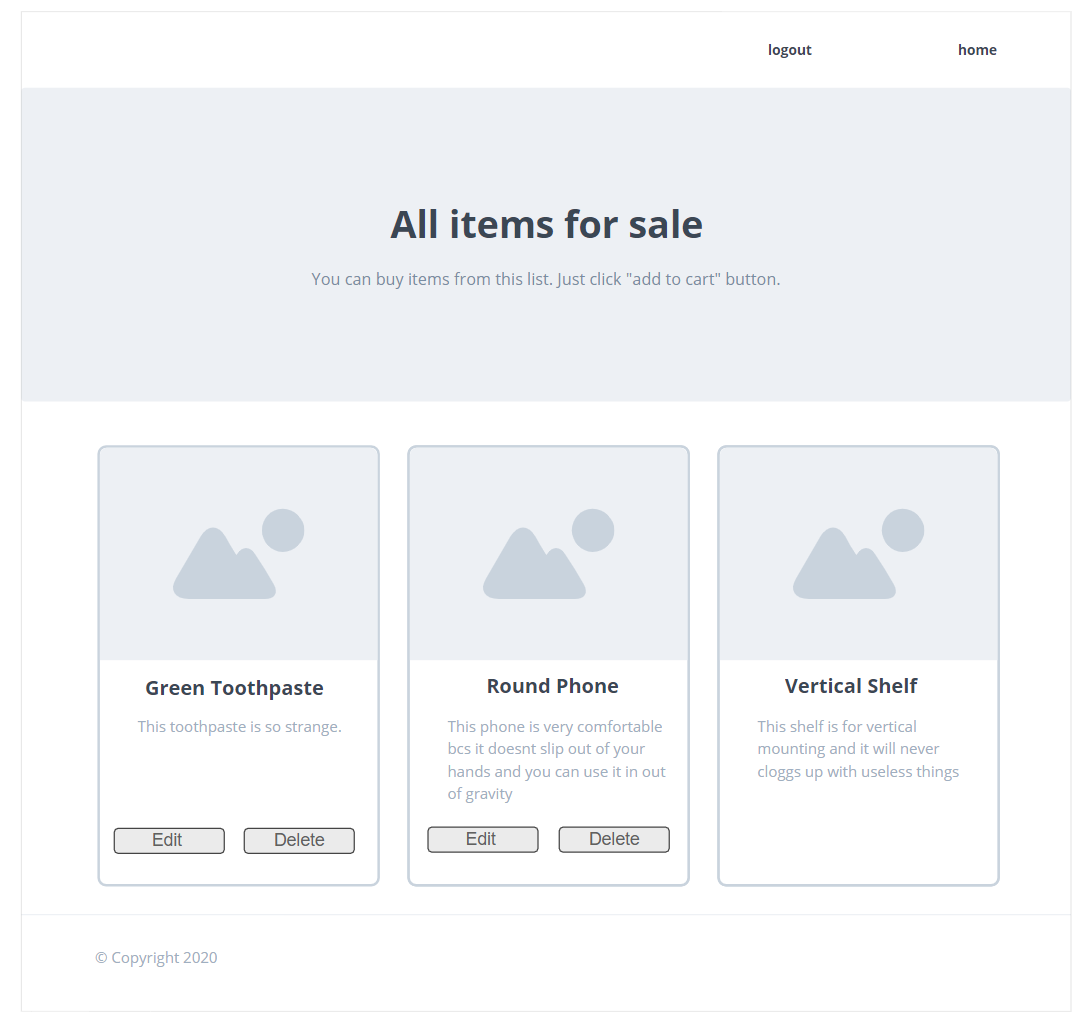 logout home
All items for sale
You can buy items from this list. Just click "add to cart" button.
Green Toothpaste
This toothpaste is so strange.
Edit Delete
Round Phone
This phone is very comfortable
bcs it doesnt slip out of your
hands and you can use it in out
of gravity
Edit Delete
Vertical Shelf
This shelf is for vertical
mounting and it will never
cloggs up with useless things
© Copyright 2020